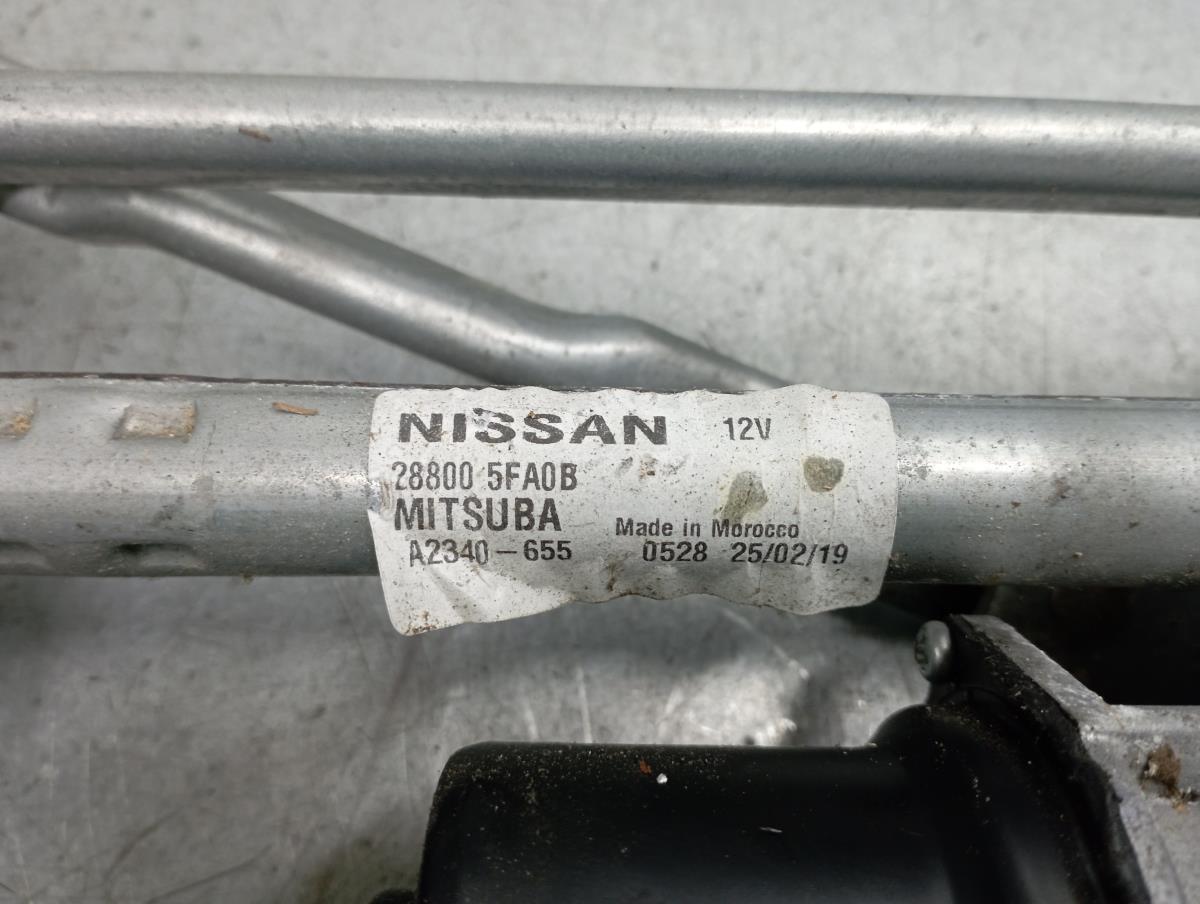 NISSAN 12V
28800 5FA0B
MITSUBA
Made in Morocco
A2340-655 0528 25/02/19